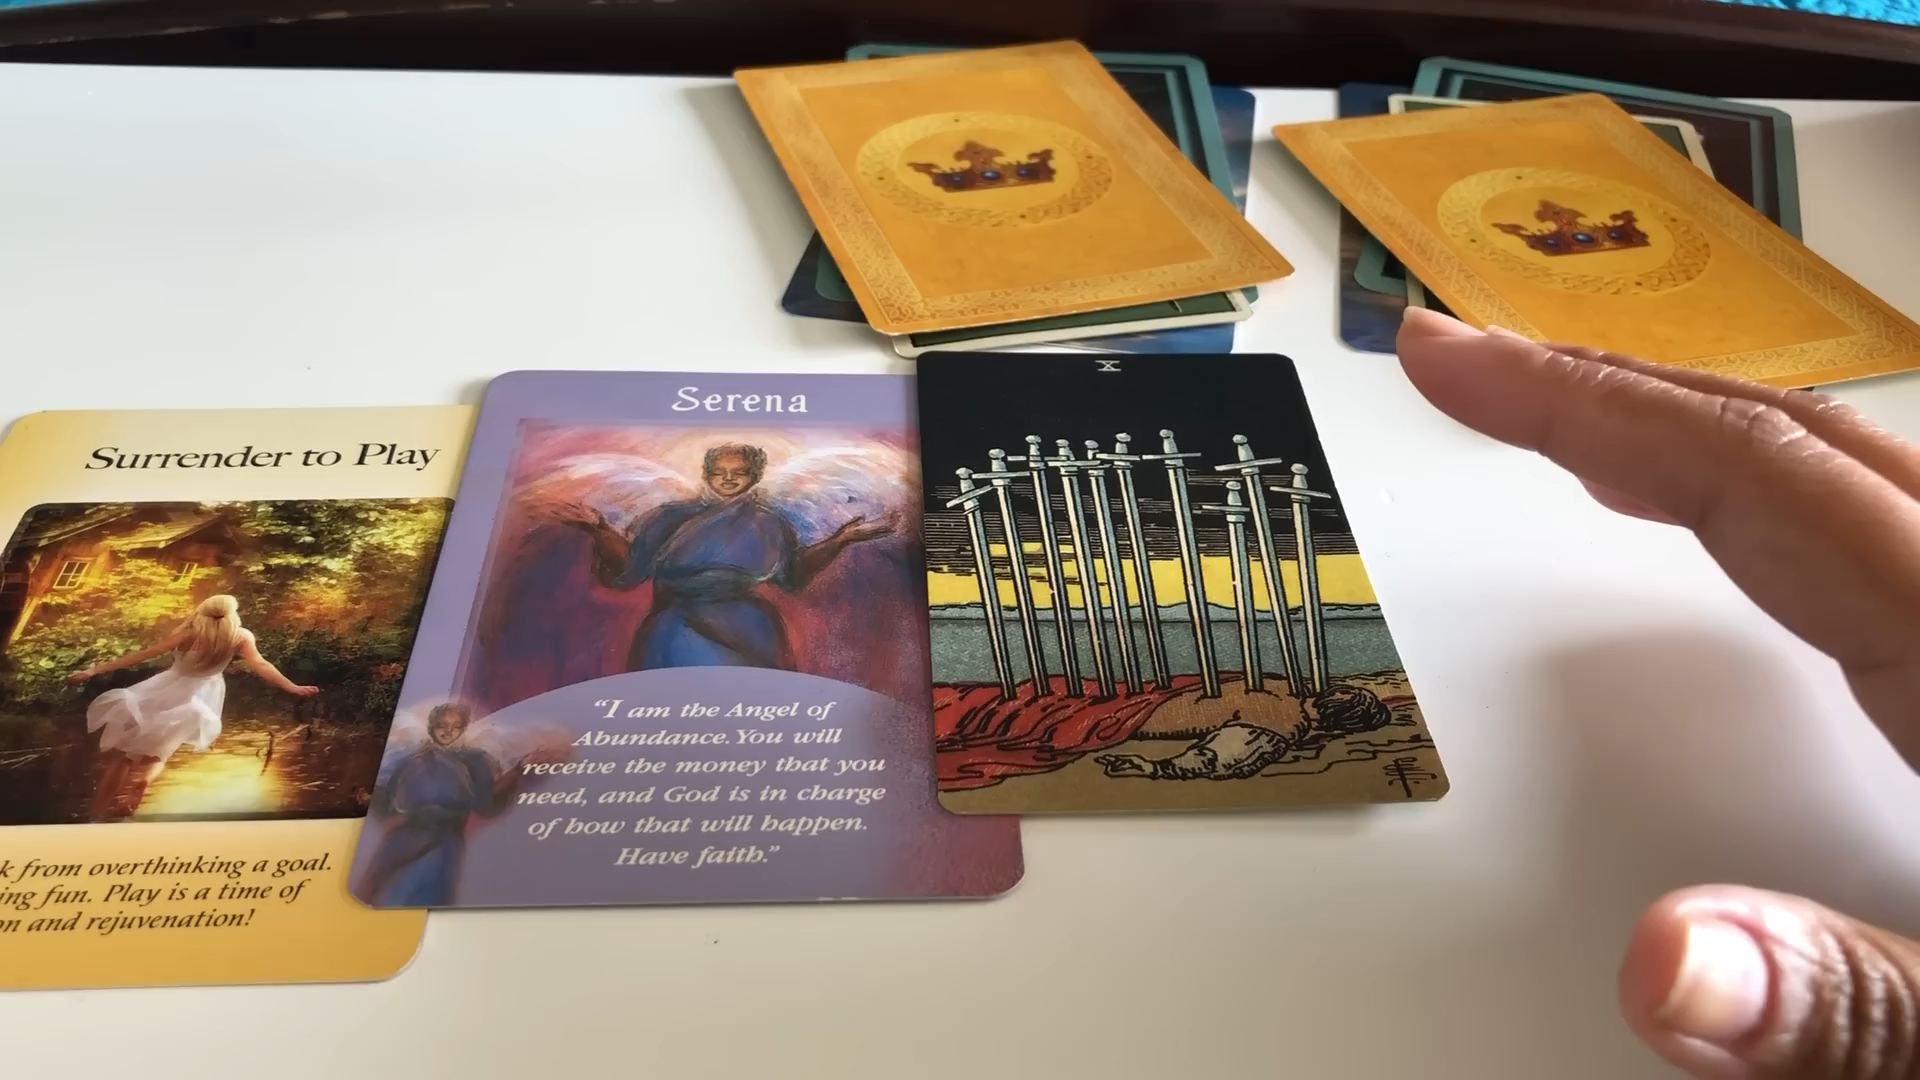 Surrender to Play
k from overthinking a goal.
ing fun. Play is a time of
on and rejuvenation!
Serena
"I am the Angel of
Abundance. You will
receive the money that you
need, and God is in charge
of how that will happen.
Have faith."
X